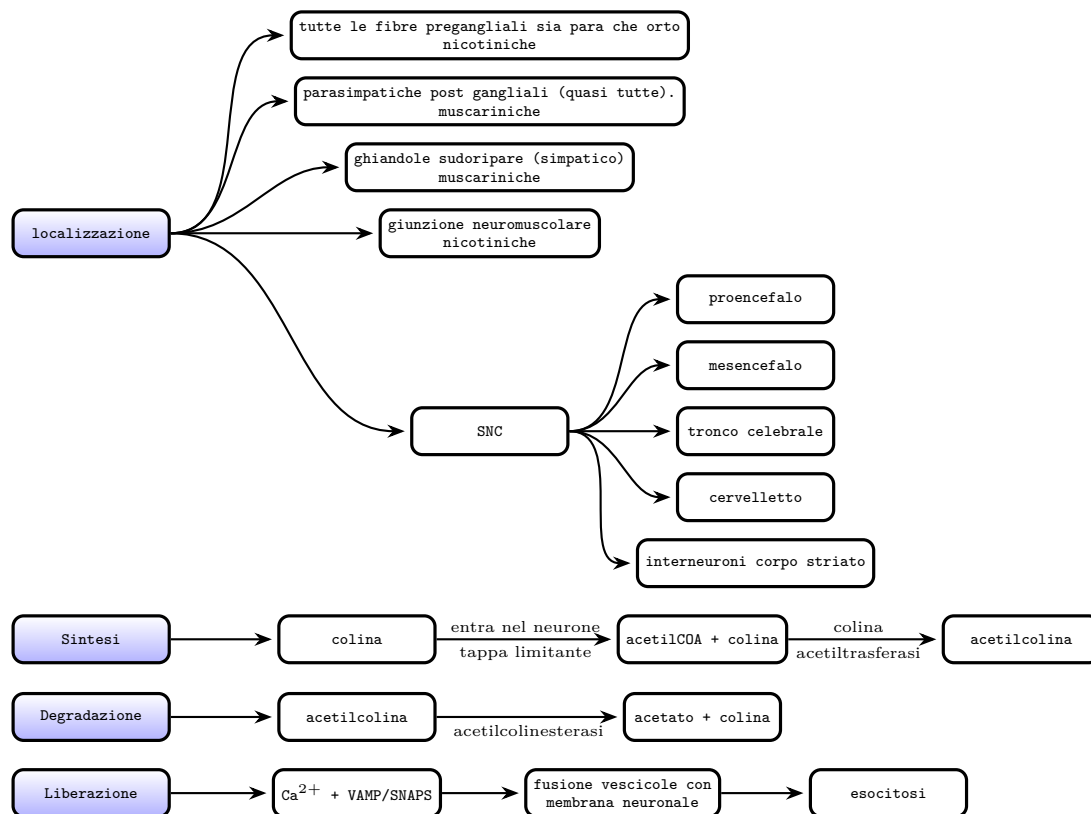 tutte le fibre pregangliali sia para che orto
nicotiniche
parasimpatiche post gangliali (quasi tutte).
muscariniche
ghiandole sudoripare (simpatico)
muscariniche
localizzazione
giunzione neuromuscolare
nicotiniche
proencefalo
mesencefalo
SNC
tronco celebrale
cervelletto
interneuroni corpo striato
Sintesi
colina
entra nel neurone
tappa limitante
acetilCOA + colina
colina
acetiltrasferasi
acetilcolina
Degradazione
acetilcolina
acetilcolinesterasi
acetato + colina
Liberazione
Ca²⁺ + VAMP/SNAPS
fusione vescicole con
membrana neuronale
esocitosi